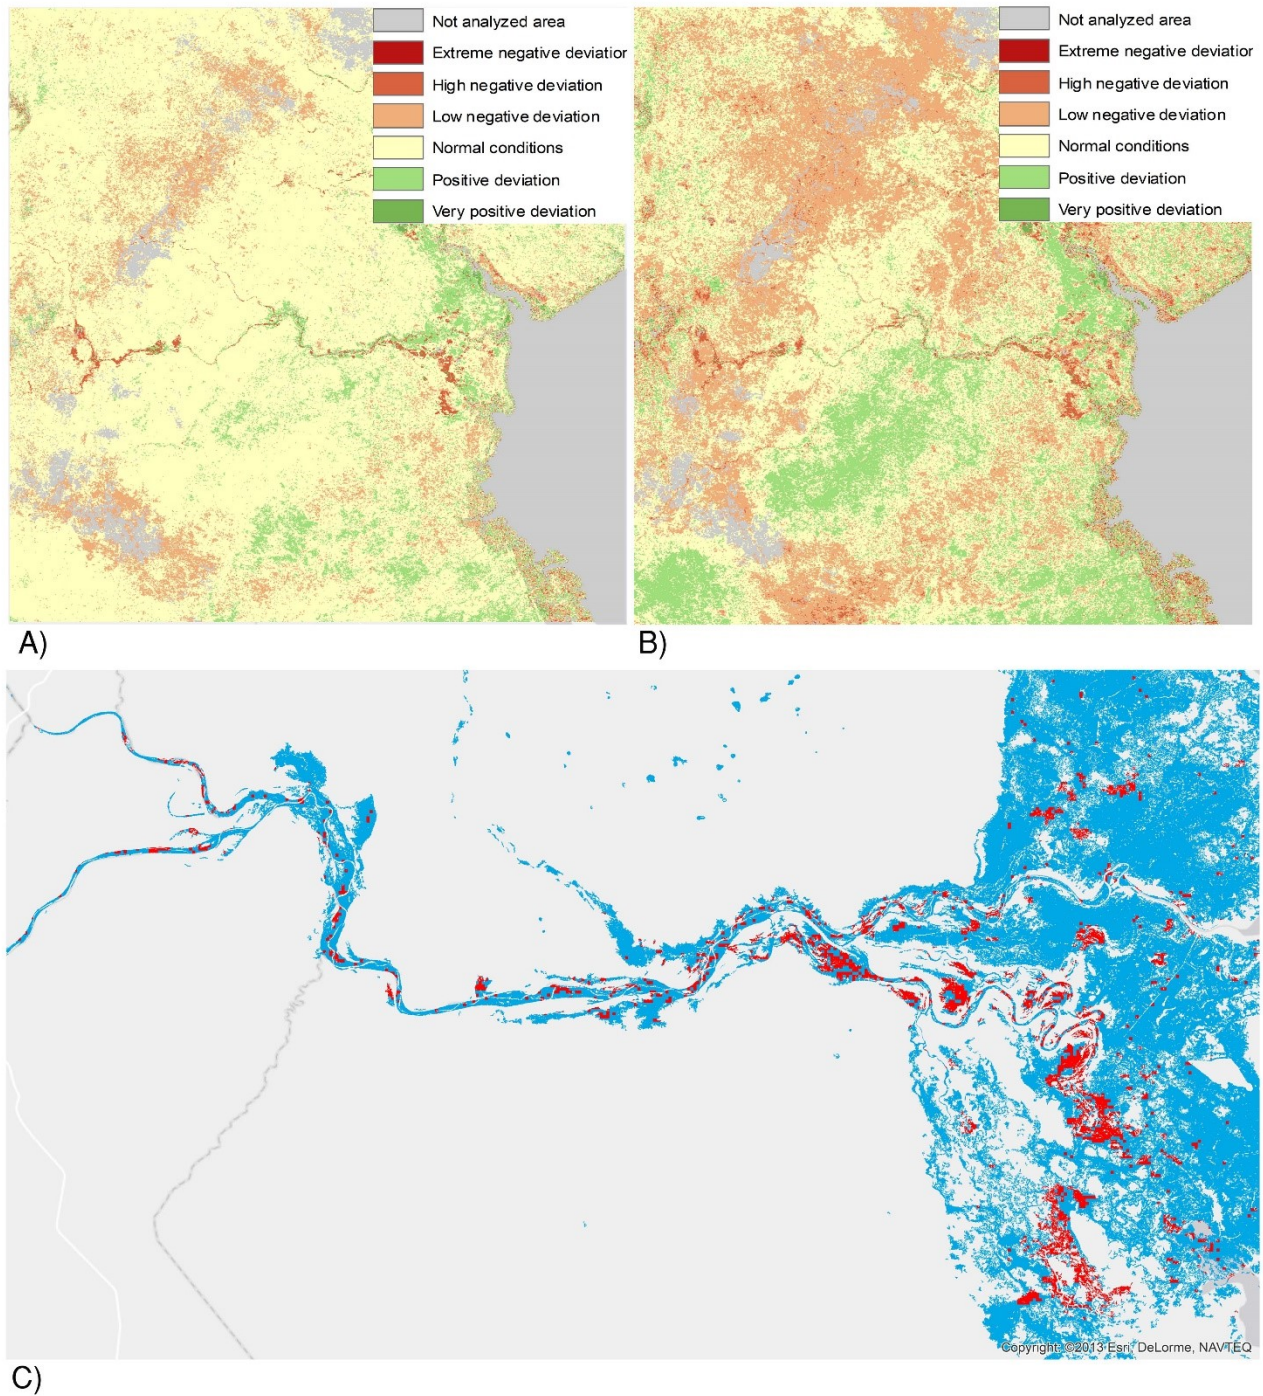 Not analyzed area
Extreme negative deviatior
High negative deviation
Low negative deviation
Normal conditions
Positive deviation
Very positive deviation
A)
Not analyzed area
Extreme negative deviatior
High negative deviation
Low negative deviation
Normal conditions
Positive deviation
Very positive deviation
B)
Copyright: ©2013 Esri, DeLorme, NAVTEQ
C)